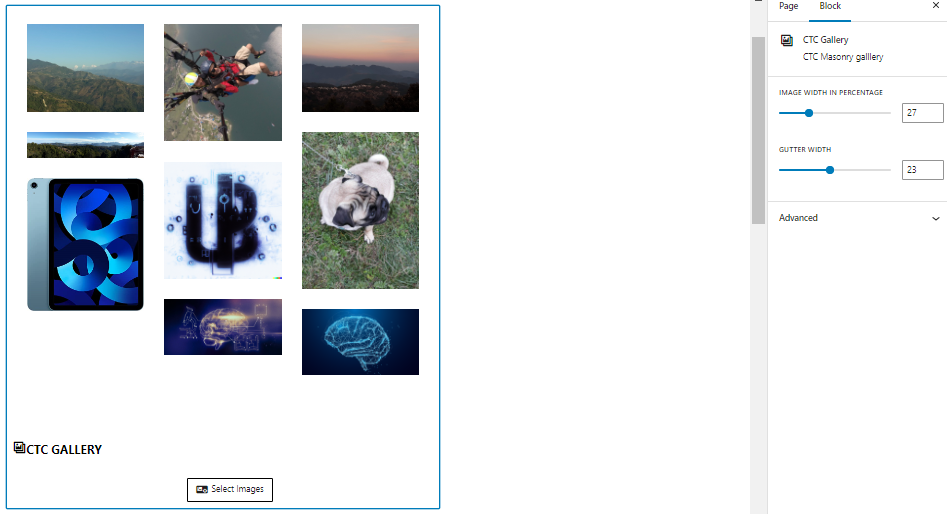 Page
Block
CTC Gallery
CTC Masonry galllery
IMAGE WIDTH IN PERCENTAGE
27
GUTTER WIDTH
23
Advanced
CTC GALLERY
Select Images